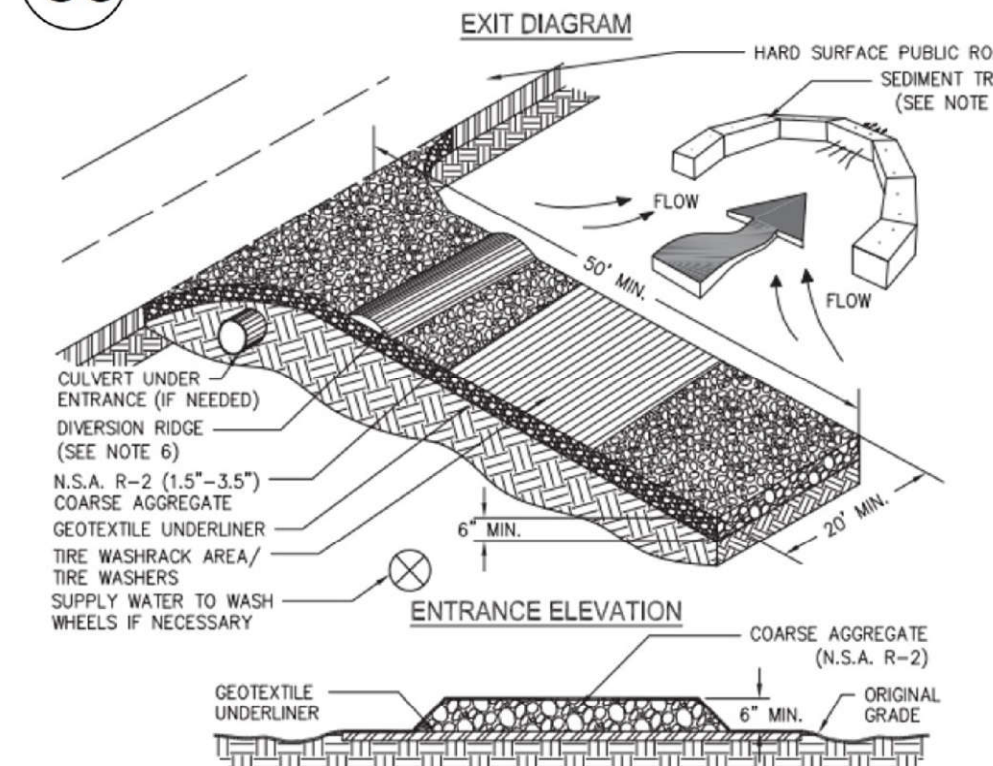 EXIT DIAGRAM
HARD SURFACE PUBLIC RO
SEDIMENT TR
(SEE NOTE
FLOW
50' MIN.
FLOW
CULVERT UNDER
ENTRANCE (IF NEEDED)
DIVERSION RIDGE
(SEE NOTE 6)
N.S.A. R-2 (1.5"-3.5")
COARSE AGGREGATE
GEOTEXTILE UNDERLINER
TIRE WASHRACK AREA/
TIRE WASHERS
SUPPLY WATER TO WASH
WHEELS IF NECESSARY
6" MIN.
20' MIN.
ENTRANCE ELEVATION
COARSE AGGREGATE
(N.S.A. R-2)
GEOTEXTILE
UNDERLINER
6" MIN.
ORIGINAL
GRADE